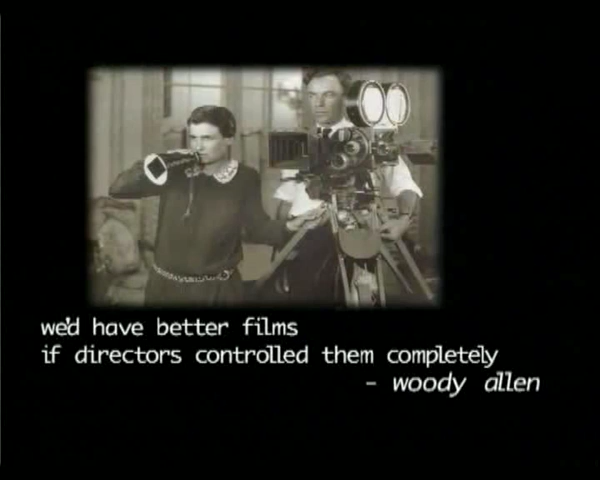 we'd have better films
if directors controlled them completely
- woody allen